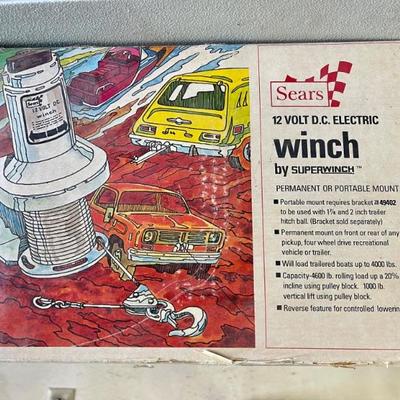 Sears
12 VOLT D.C.
winch
Sears
12 VOLT D.C. ELECTRIC
winch
by SUPERWINCH™
PERMANENT OR PORTABLE MOUNT
▪ Portable mount requires bracket #49402
to be used with 1⅞ and 2 inch trailer
hitch ball. (Bracket sold separately)
▪ Permanent mount on front or rear of any
pickup, four wheel drive recreational
vehicle or trailer.
▪ Will load trailered boats up to 4000 lbs.
▪ Capacity-4600 lb. rolling load up a 20%
incline using pulley block. 1000 lb.
vertical lift using pulley block.
▪ Reverse feature for controlled lowerin